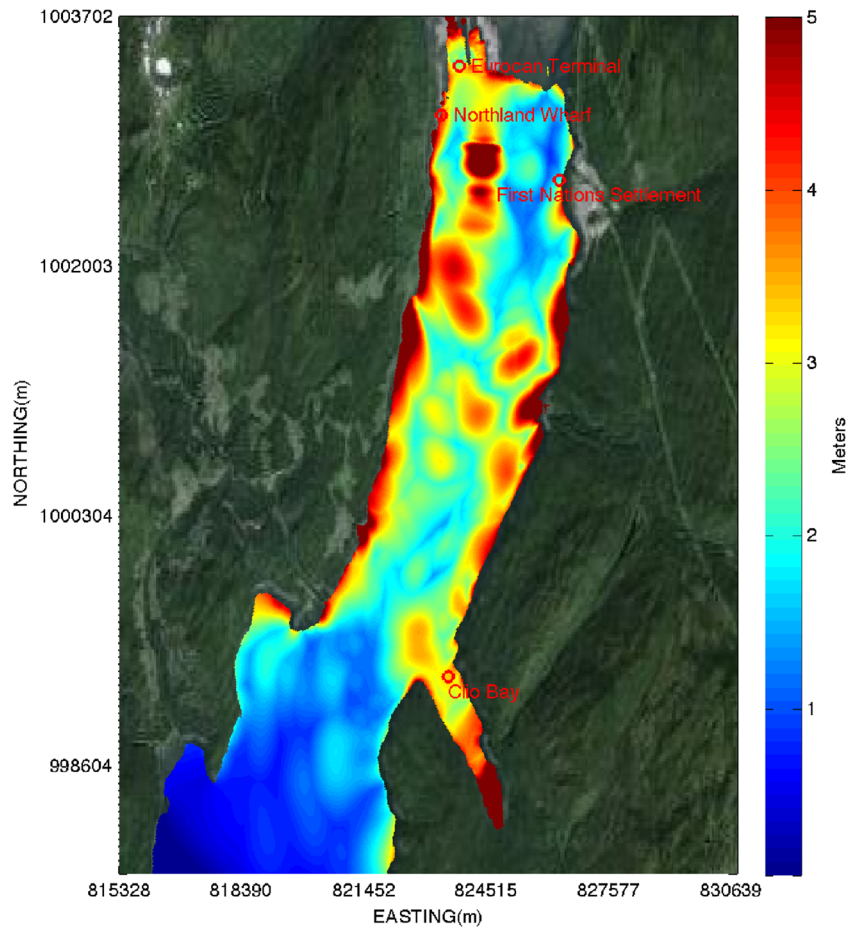 1003702
5
Eurocan Terminal
Northland Wharf
4
First Nations Settlement
1002003
3
NORTHING(m)
Meters
1000304
2
Clio Bay
1
998604
815328 818390 821452 824515 827577 830639
EASTING(m)